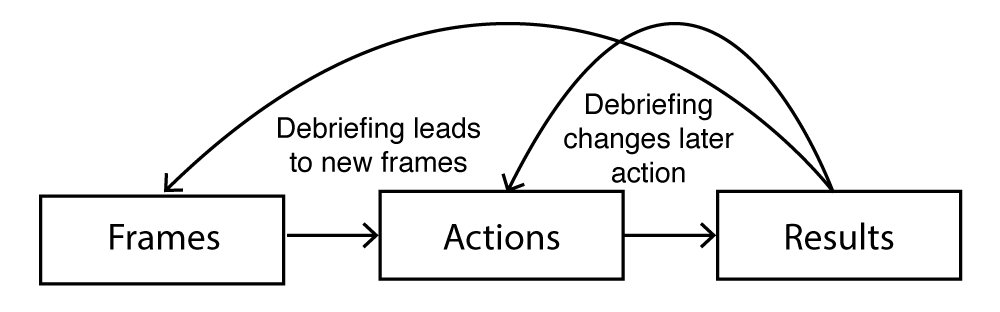 Debriefing leads
to new frames
Debriefing
changes later
action
Frames
Actions
Results